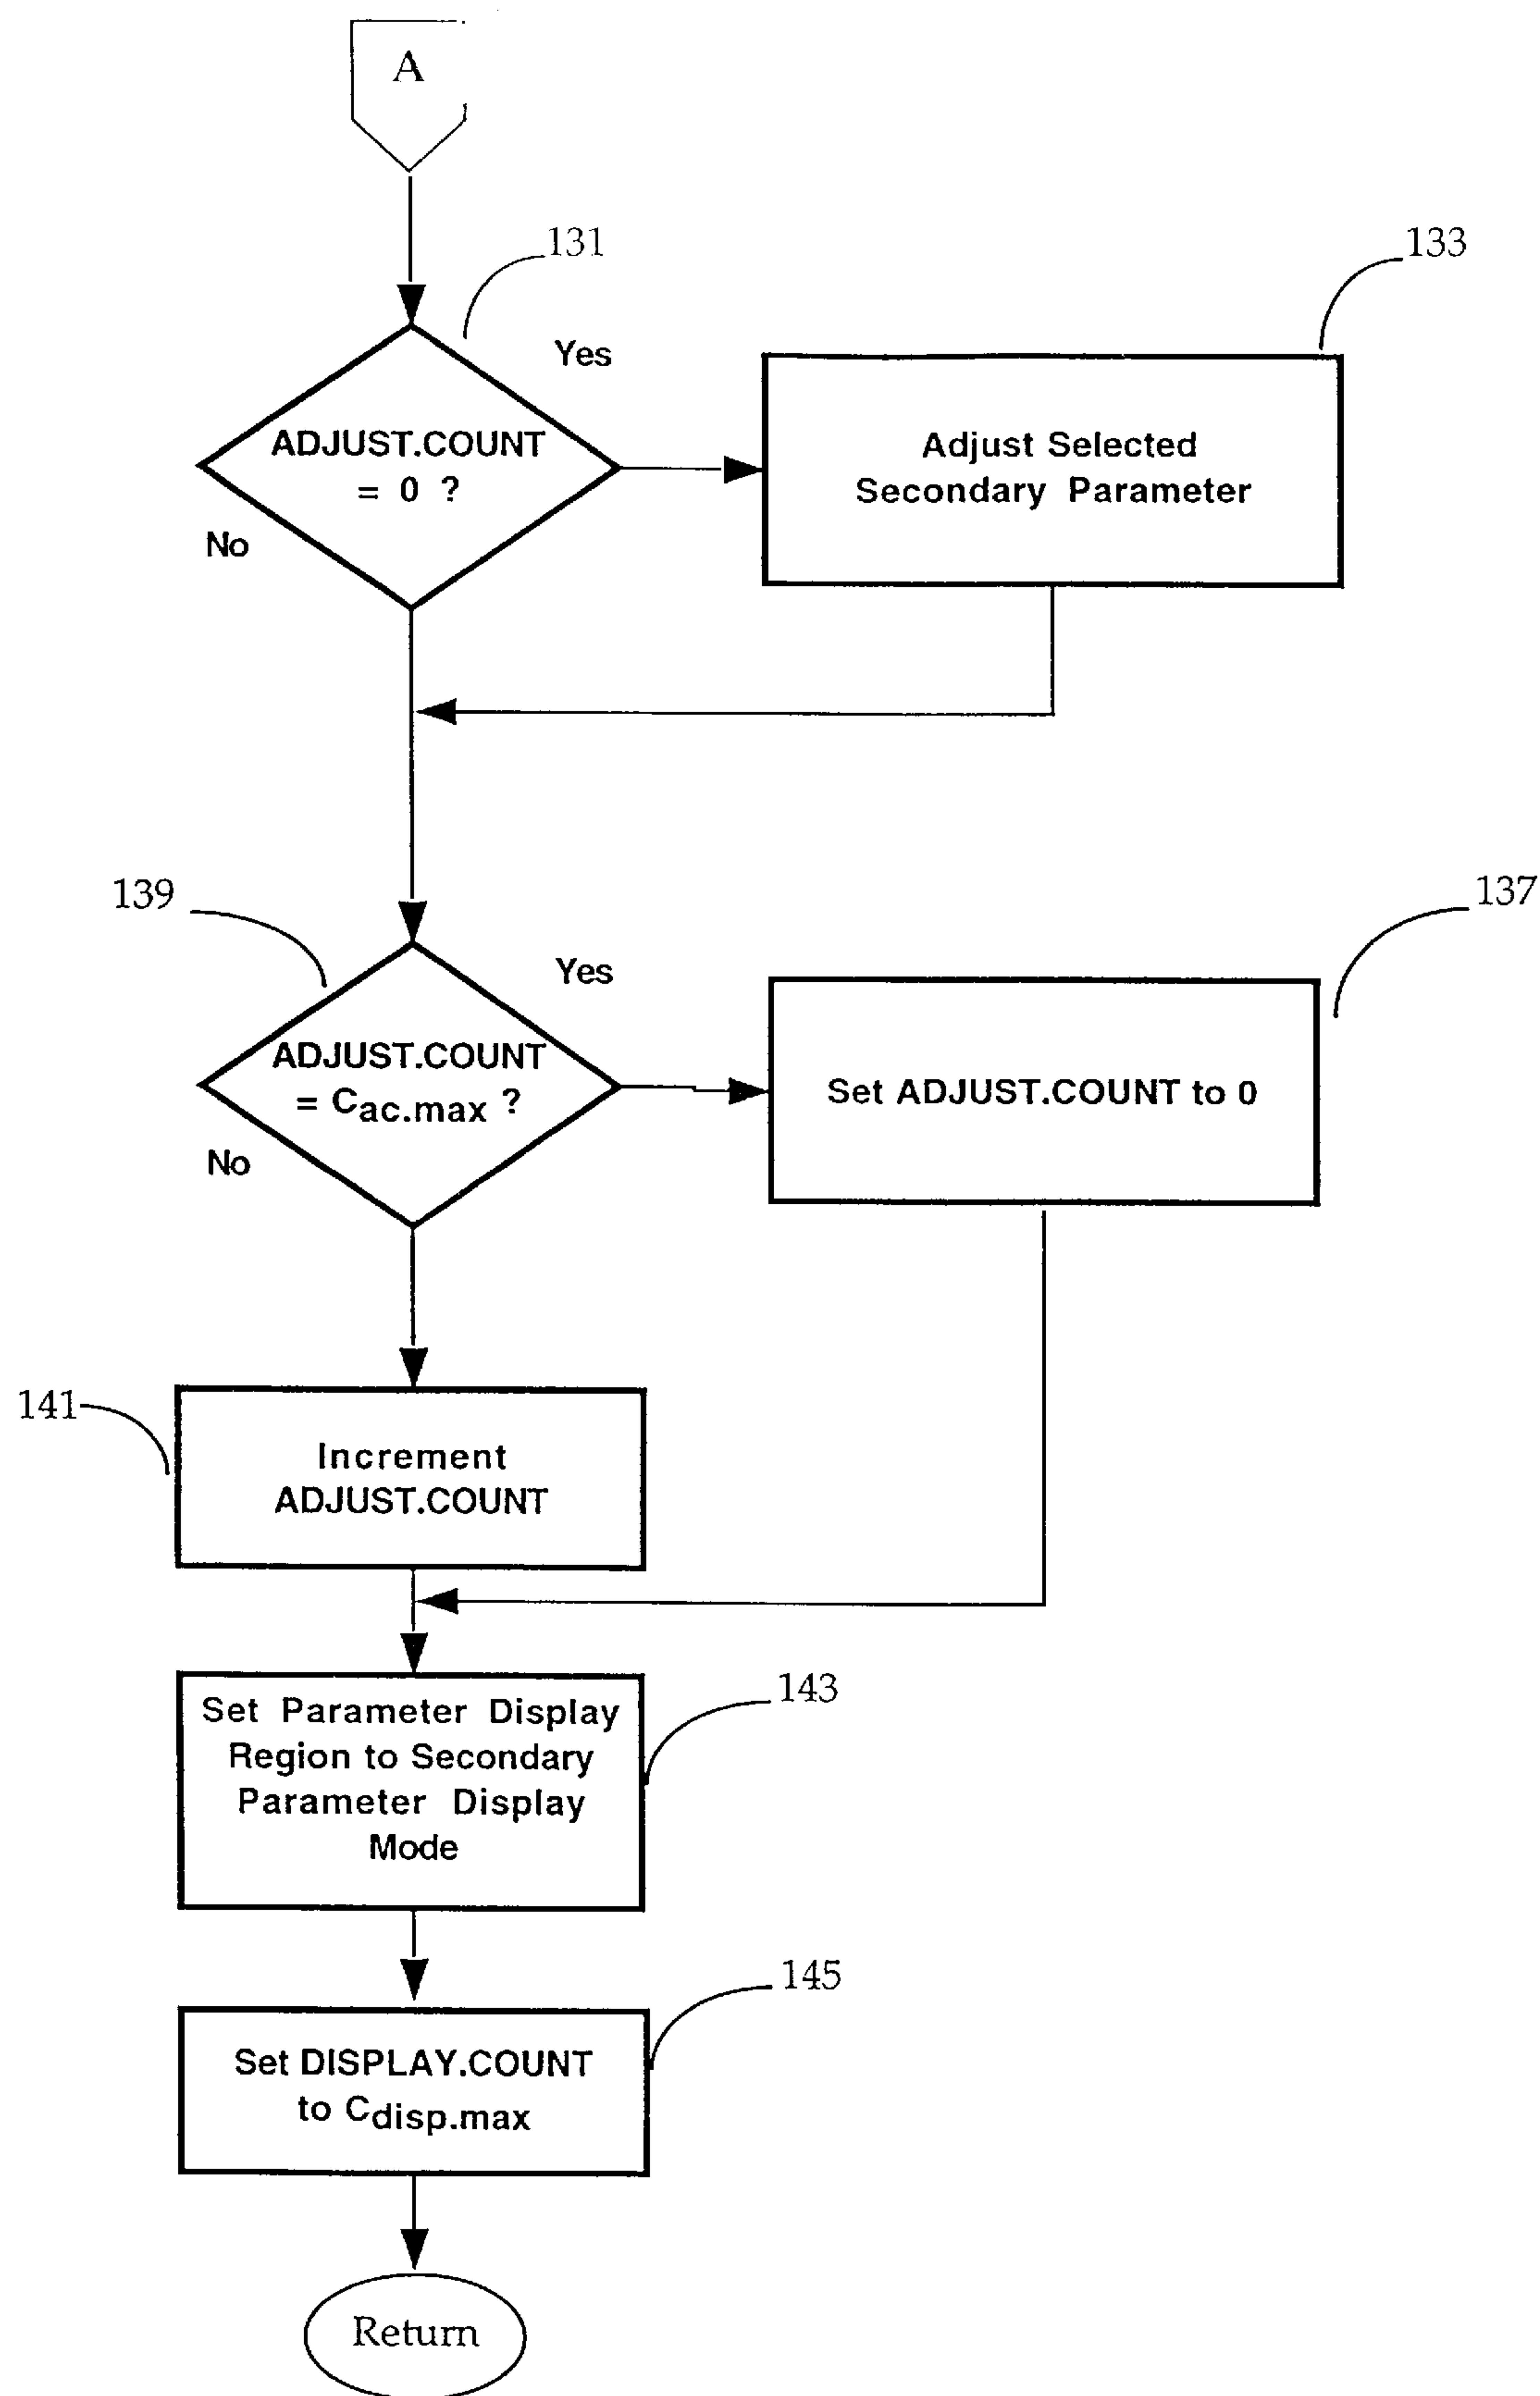 A
131
133
Yes
ADJUST.COUNT
= 0 ?
No
Adjust Selected
Secondary Parameter
139
137
Yes
ADJUST.COUNT
= Cac.max ?
No
Set ADJUST.COUNT to 0
141
Increment
ADJUST.COUNT
143
Set Parameter Display
Region to Secondary
Parameter Display
Mode
145
Set DISPLAY.COUNT
to Cdisp.max
Return